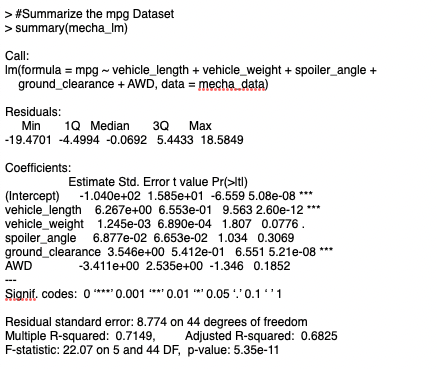 > #Summarize the mpg Dataset
> summary(mecha_lm)
Call:
lm(formula = mpg ~ vehicle_length + vehicle_weight + spoiler_angle +
ground_clearance + AWD, data = mecha_data)
Residuals:
Min 1Q Median 3Q Max
-19.4701 -4.4994 -0.0692 5.4433 18.5849
Coefficients:
Estimate Std. Error t value Pr(>ltl)
(Intercept) -1.040e+02 1.585e+01 -6.559 5.08e-08 ***
vehicle_length 6.267e+00 6.553e-01 9.563 2.60e-12 ***
vehicle_weight 1.245e-03 6.890e-04 1.807 0.0776 .
spoiler_angle 6.877e-02 6.653e-02 1.034 0.3069
ground_clearance 3.546e+00 5.412e-01 6.551 5.21e-08 ***
AWD -3.411e+00 2.535e+00 -1.346 0.1852
---
Signif. codes: 0 ‘***’ 0.001 ‘**’ 0.01 ‘*’ 0.05 ‘.’ 0.1 ‘ ’ 1
Residual standard error: 8.774 on 44 degrees of freedom
Multiple R-squared: 0.7149, Adjusted R-squared: 0.6825
F-statistic: 22.07 on 5 and 44 DF, p-value: 5.35e-11